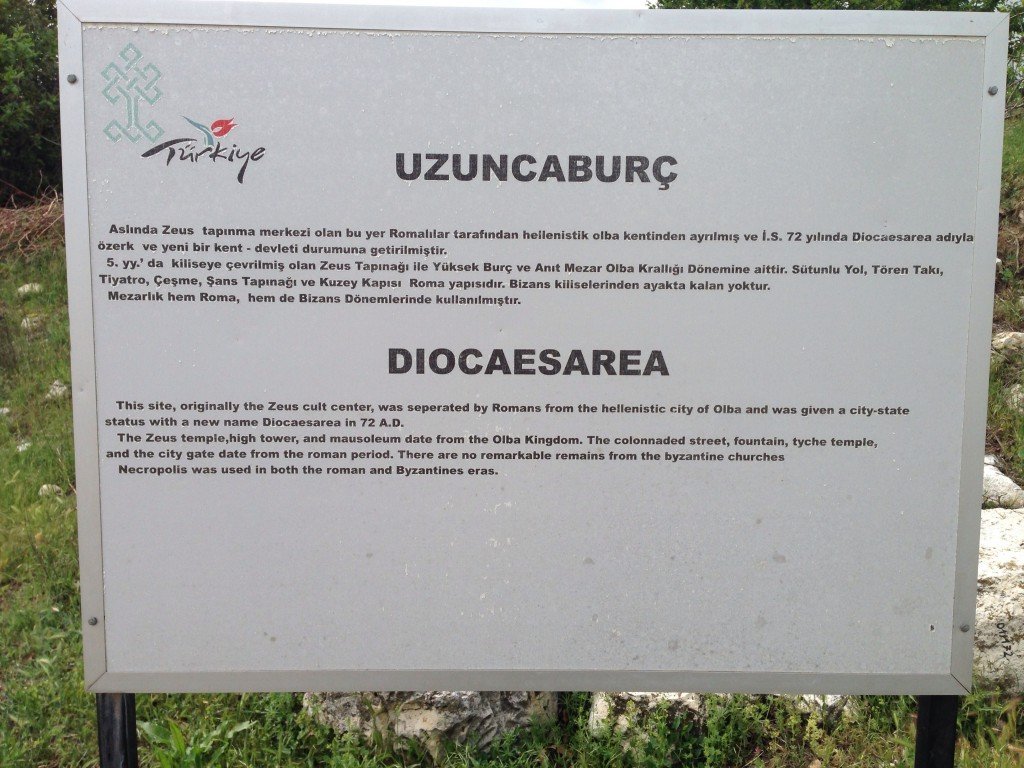 Türkiye
UZUNCABURÇ
Aslında Zeus tapınma merkezi olan bu yer Romalılar tarafından heilenistik olba kentinden ayrılmış ve İ.S. 72 yılında Diocaesarea adıyla
özerk ve yeni bir kent - devleti durumuna getirilmiştir.
5. yy.' da kiliseye çevrilmiş olan Zeus Tapınağı ile Yüksek Burç ve Anıt Mezar Olba Krallığı Dönemine aittir. Sütunlu Yol, Tören Takı,
Tiyatro, Çeşme, Şans Tapınağı ve Kuzey Kapısı Roma yapısıdır. Bizans kiliselerinden ayakta kalan yoktur.
Mezarlık hem Roma, hem de Bizans Dönemlerinde kullanılmıştır.
DIOCAESAREA
This site, originally the Zeus cult center, was seperated by Romans from the hellenistic city of Olba and was given a city-state
status with a new name Diocaesarea in 72 A.D.
The Zeus temple,high tower, and mausoleum date from the Olba Kingdom. The colonnaded street, fountain, tyche temple,
and the city gate date from the roman period. There are no remarkable remains from the byzantine churches
Necropolis was used in both the roman and Byzantines eras.